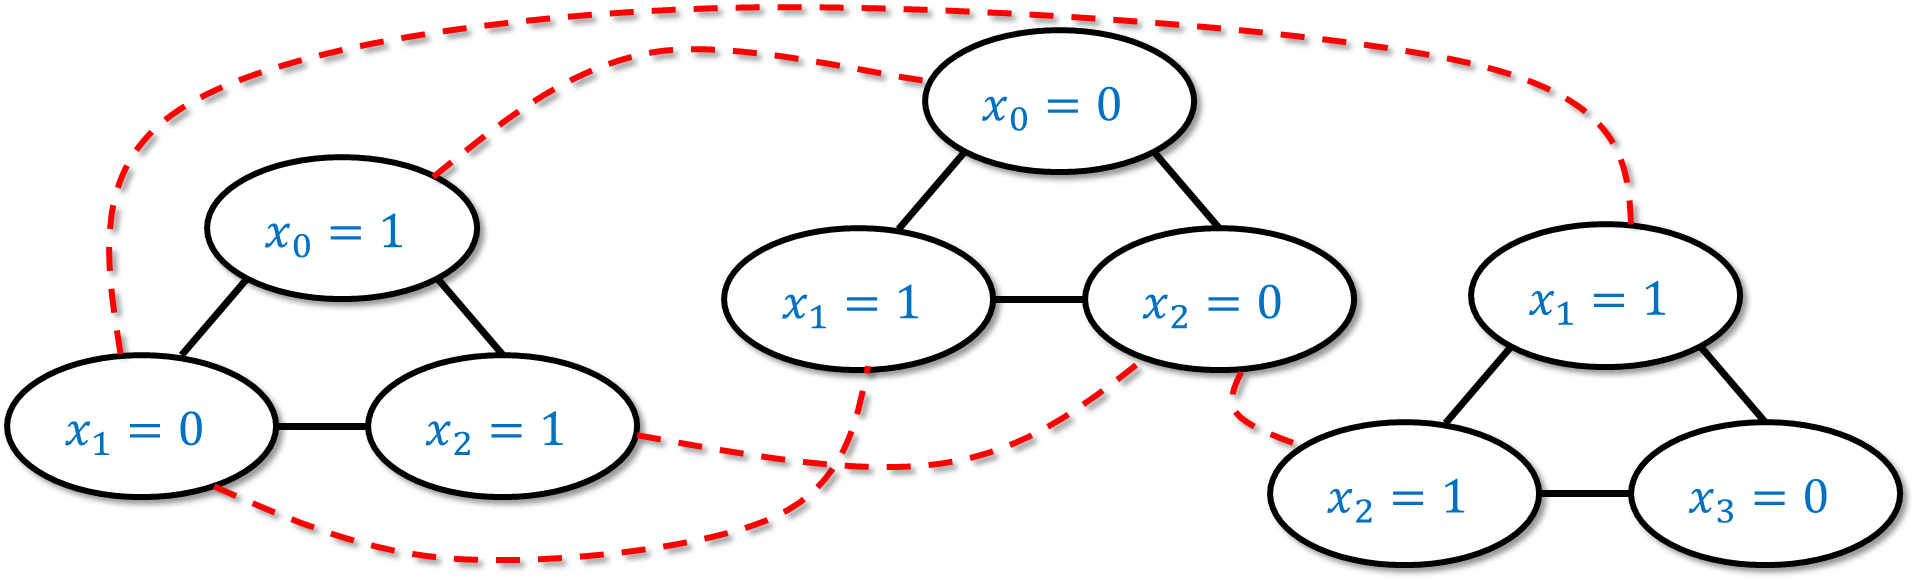 x₀ = 1
x₁ = 0
x₂ = 1
x₀ = 0
x₁ = 1
x₂ = 0
x₁ = 1
x₂ = 1
x₃ = 0